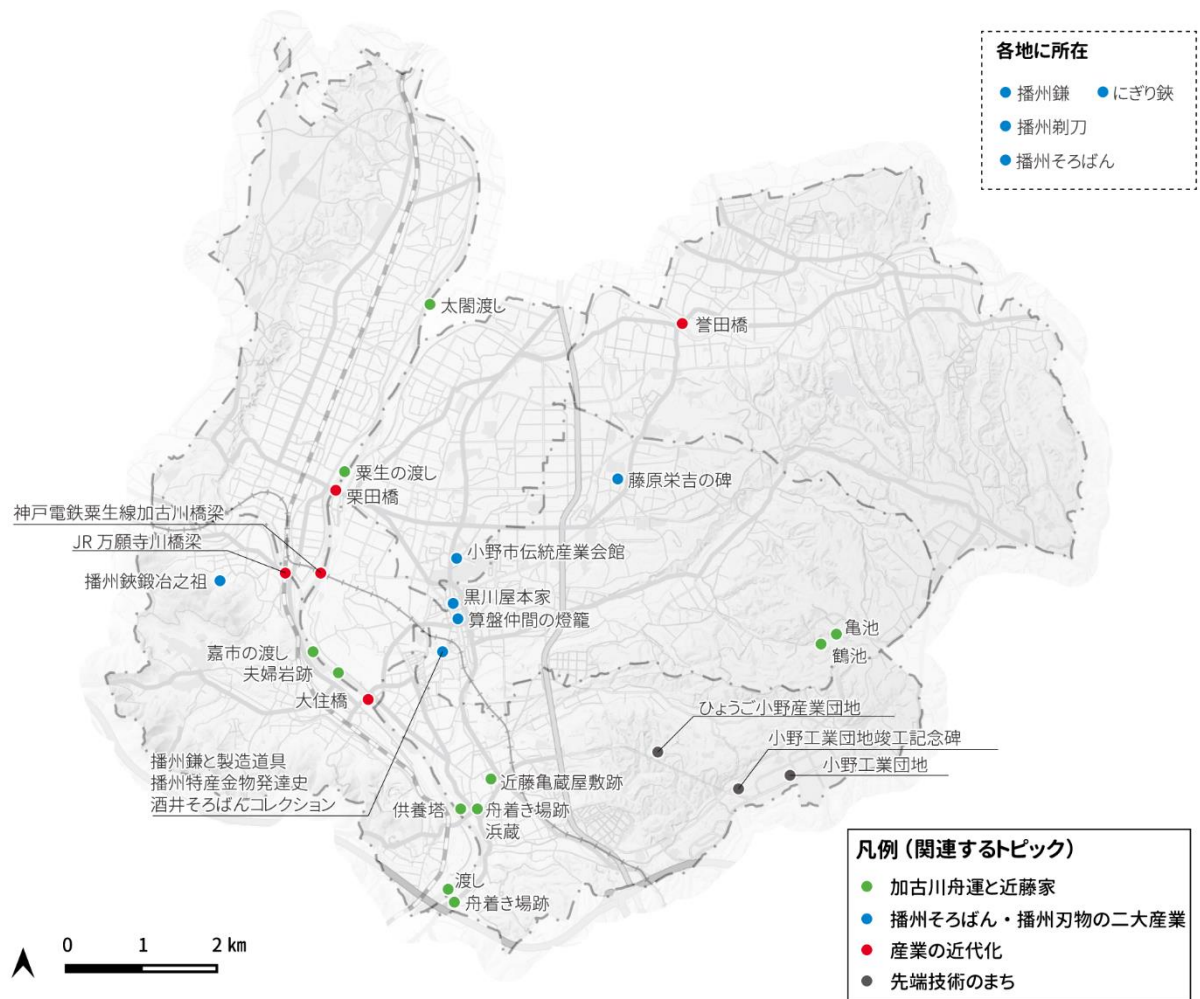 各地に所在
播州鎌 にぎり鋏
播州剃刀
播州そろばん
太閤渡し
誉田橋
粟生の渡し
粟田橋
藤原栄吉の碑
神戸電鉄粟生線加古川橋梁
JR 万願寺川橋梁
播州鋏鍛冶之祖
小野市伝統産業会館
黒川屋本家
算盤仲間の燈籠
亀池
鶴池
嘉市の渡し
夫婦岩跡
大住橋
ひょうご小野産業団地
小野工業団地竣工記念碑
小野工業団地
播州鎌と製造道具
播州特産金物発達史
酒井そろばんコレクション
近藤亀蔵屋敷跡
供養塔
舟着き場跡
浜蔵
渡し
舟着き場跡
凡例（関連するトピック）
加古川舟運と近藤家
播州そろばん・播州刃物の二大産業
産業の近代化
先端技術のまち
0 1 2 km